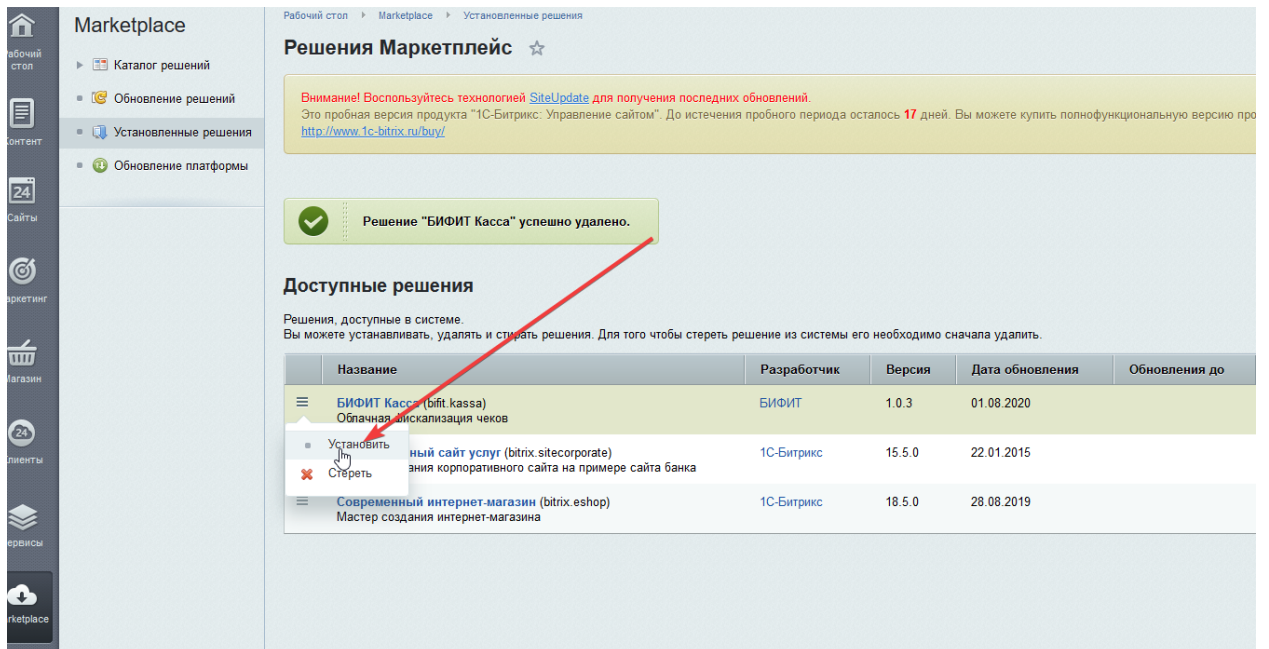 Рабочий стол
Контент
24
Сайты
Маркетинг
Магазин
24
Клиенты
Сервисы
Marketplace
Marketplace
Каталог решений
Обновление решений
Установленные решения
Обновление платформы
Рабочий стол Marketplace Установленные решения
Решения Маркетплейс
Внимание! Воспользуйтесь технологией SiteUpdate для получения последних обновлений.
Это пробная версия продукта "1С-Битрикс: Управление сайтом". До истечения пробного периода осталось 17 дней. Вы можете купить полнофункциональную версию про
http://www.1c-bitrix.ru/buy/
Решение "БИФИТ Касса" успешно удалено.
Доступные решения
Решения, доступные в системе.
Вы можете устанавливать, удалять и стирать решения. Для того чтобы стереть решение из системы его необходимо сначала удалить.
Название Разработчик Версия Дата обновления Обновления до
БИФИТ Касса (bifit.kassa) БИФИТ 1.0.3 01.08.2020
Облачная фискализация чеков
Установить
Стереть
ный сайт услуг (bitrix.sitecorporate) 1С-Битрикс 15.5.0 22.01.2015
ания корпоративного сайта на примере сайта банка
Современный интернет-магазин (bitrix.eshop) 1С-Битрикс 18.5.0 28.08.2019
Мастер создания интернет-магазина